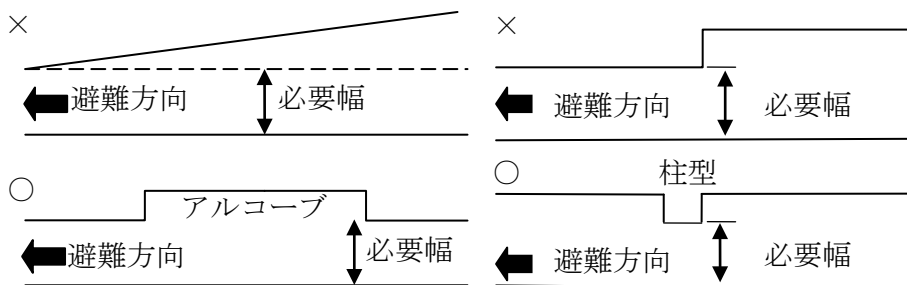 ×
避難方向 必要幅
×
避難方向 必要幅
○
アルコーブ
避難方向 必要幅
○
柱型
避難方向 必要幅